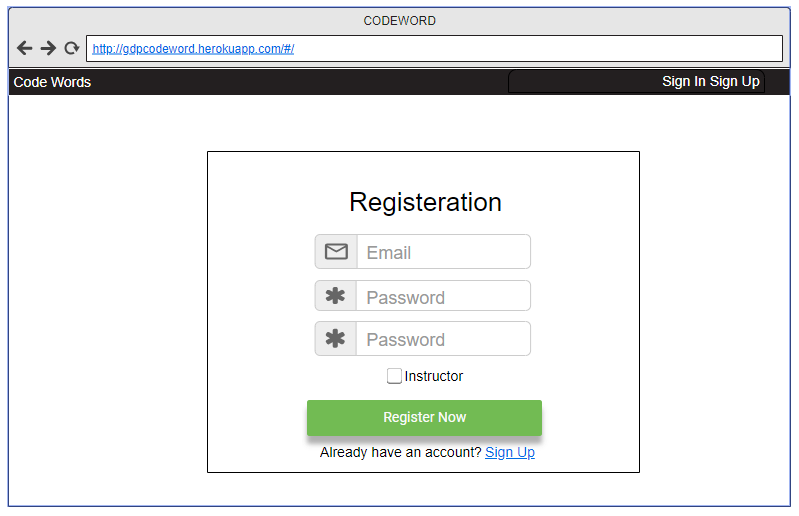 CODEWORD
http://gdpcodeword.herokuapp.com/#/
Code Words
Sign In Sign Up
Registeration
Email
Password
Password
Instructor
Register Now
Already have an account? Sign Up